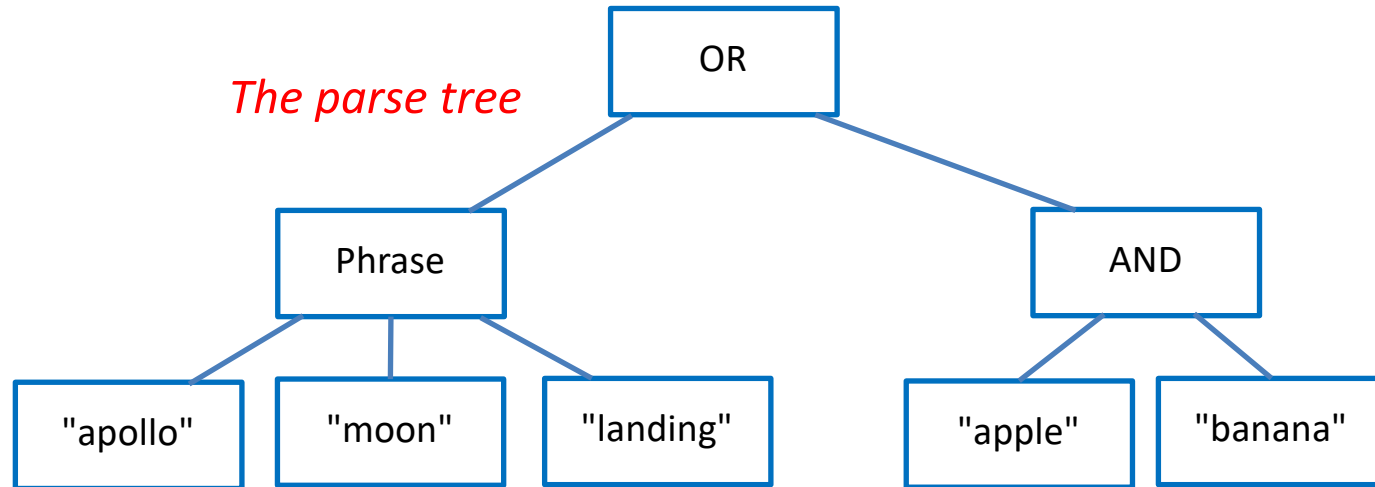 OR
The parse tree
Phrase
AND
"apollo"
"moon"
"landing"
"apple"
"banana"